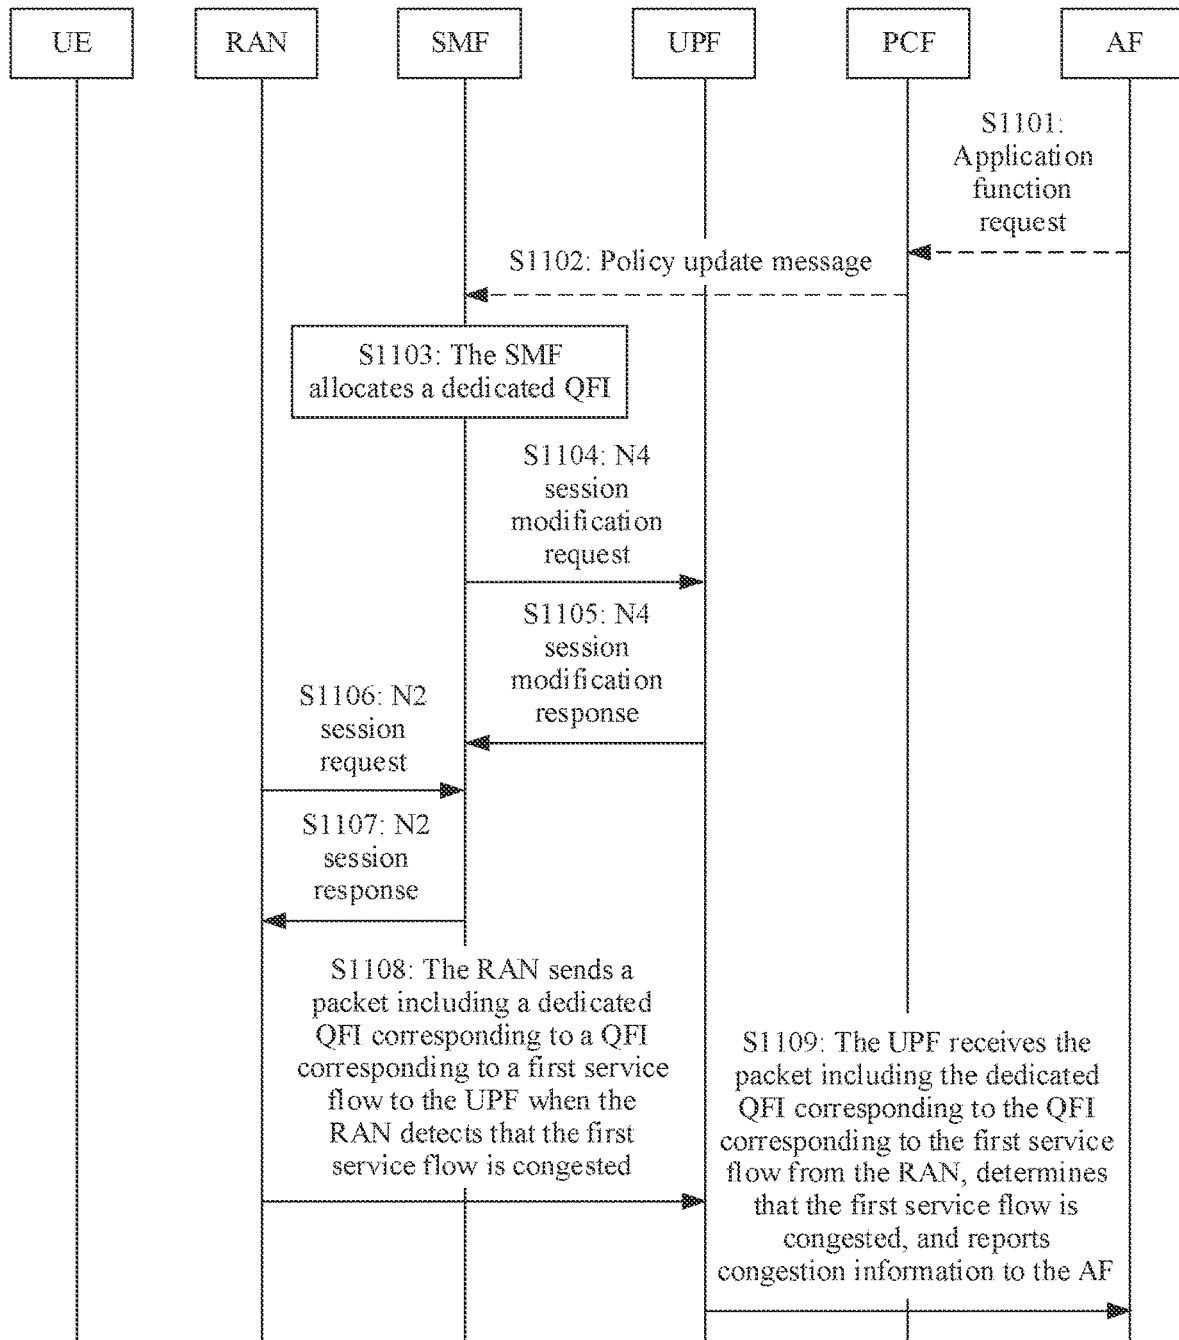 UE
RAN
SMF
UPF
PCF
AF
S1101:
Application
function
request
S1102: Policy update message
S1103: The SMF
allocates a dedicated QFI
S1104: N4
session
modification
request
S1105: N4
session
modification
response
S1106: N2
session
request
S1107: N2
session
response
S1108: The RAN sends a
packet including a dedicated
QFI corresponding to a QFI
corresponding to a first service
flow to the UPF when the
RAN detects that the first
service flow is congested
S1109: The UPF receives the
packet including the dedicated
QFI corresponding to the QFI
corresponding to the first service
flow from the RAN, determines
that the first service flow is
congested, and reports
congestion information to the AF